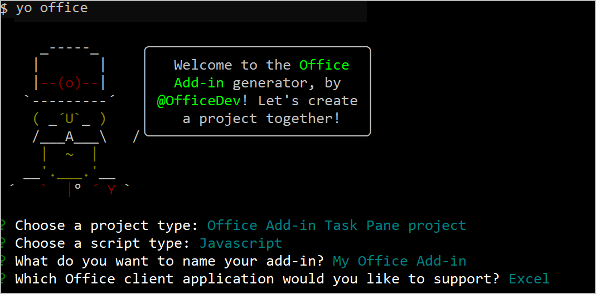 $ yo office
Welcome to the Office
Add-in generator, by
@OfficeDev! Let's create
a project together!
? Choose a project type: Office Add-in Task Pane project
? Choose a script type: Javascript
? What do you want to name your add-in? My Office Add-in
? Which Office client application would you like to support? Excel